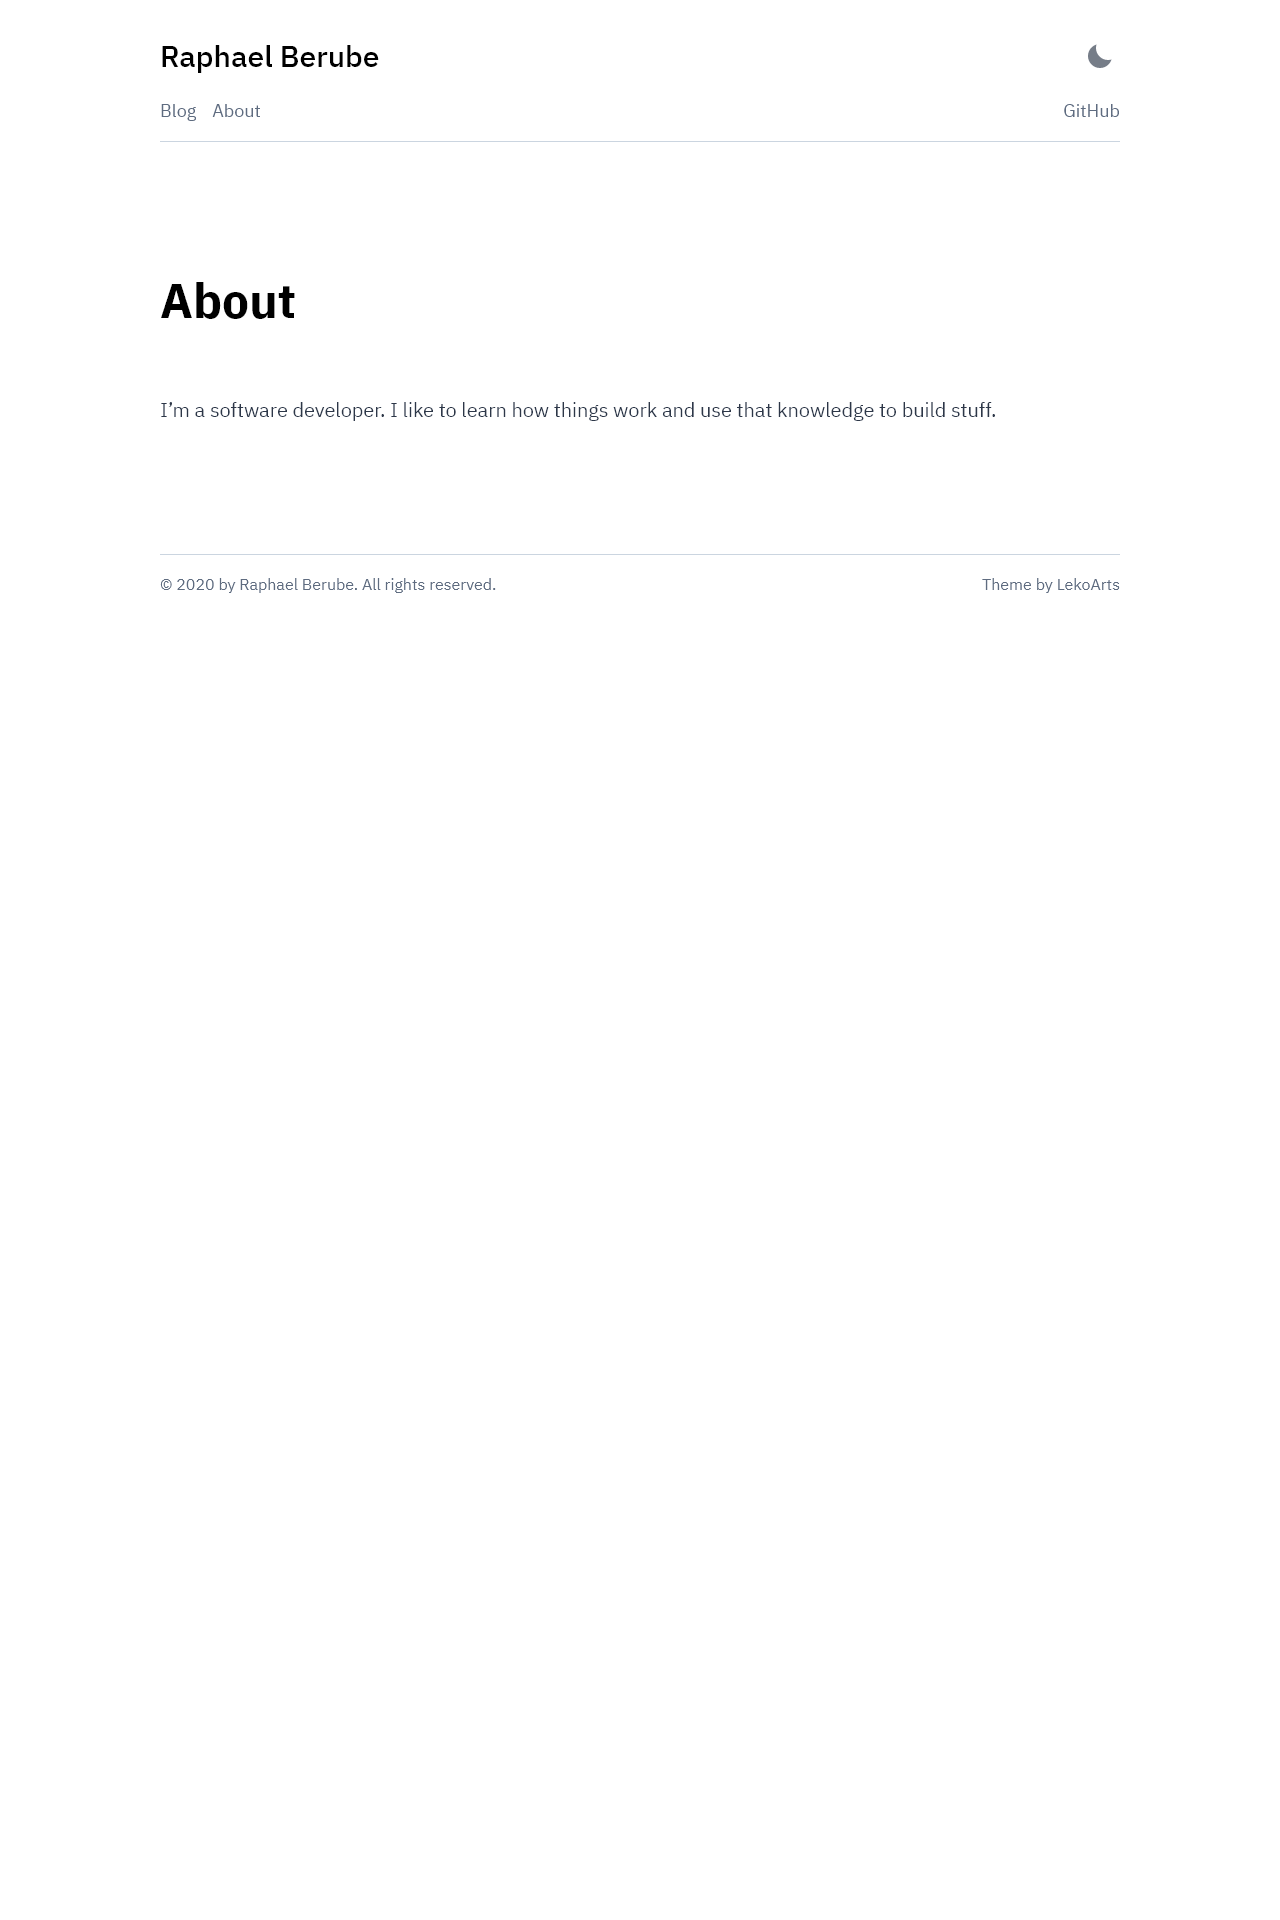 Raphael Berube
Blog About GitHub
About
I’m a software developer. I like to learn how things work and use that knowledge to build stuff.
© 2020 by Raphael Berube. All rights reserved. Theme by LekoArts